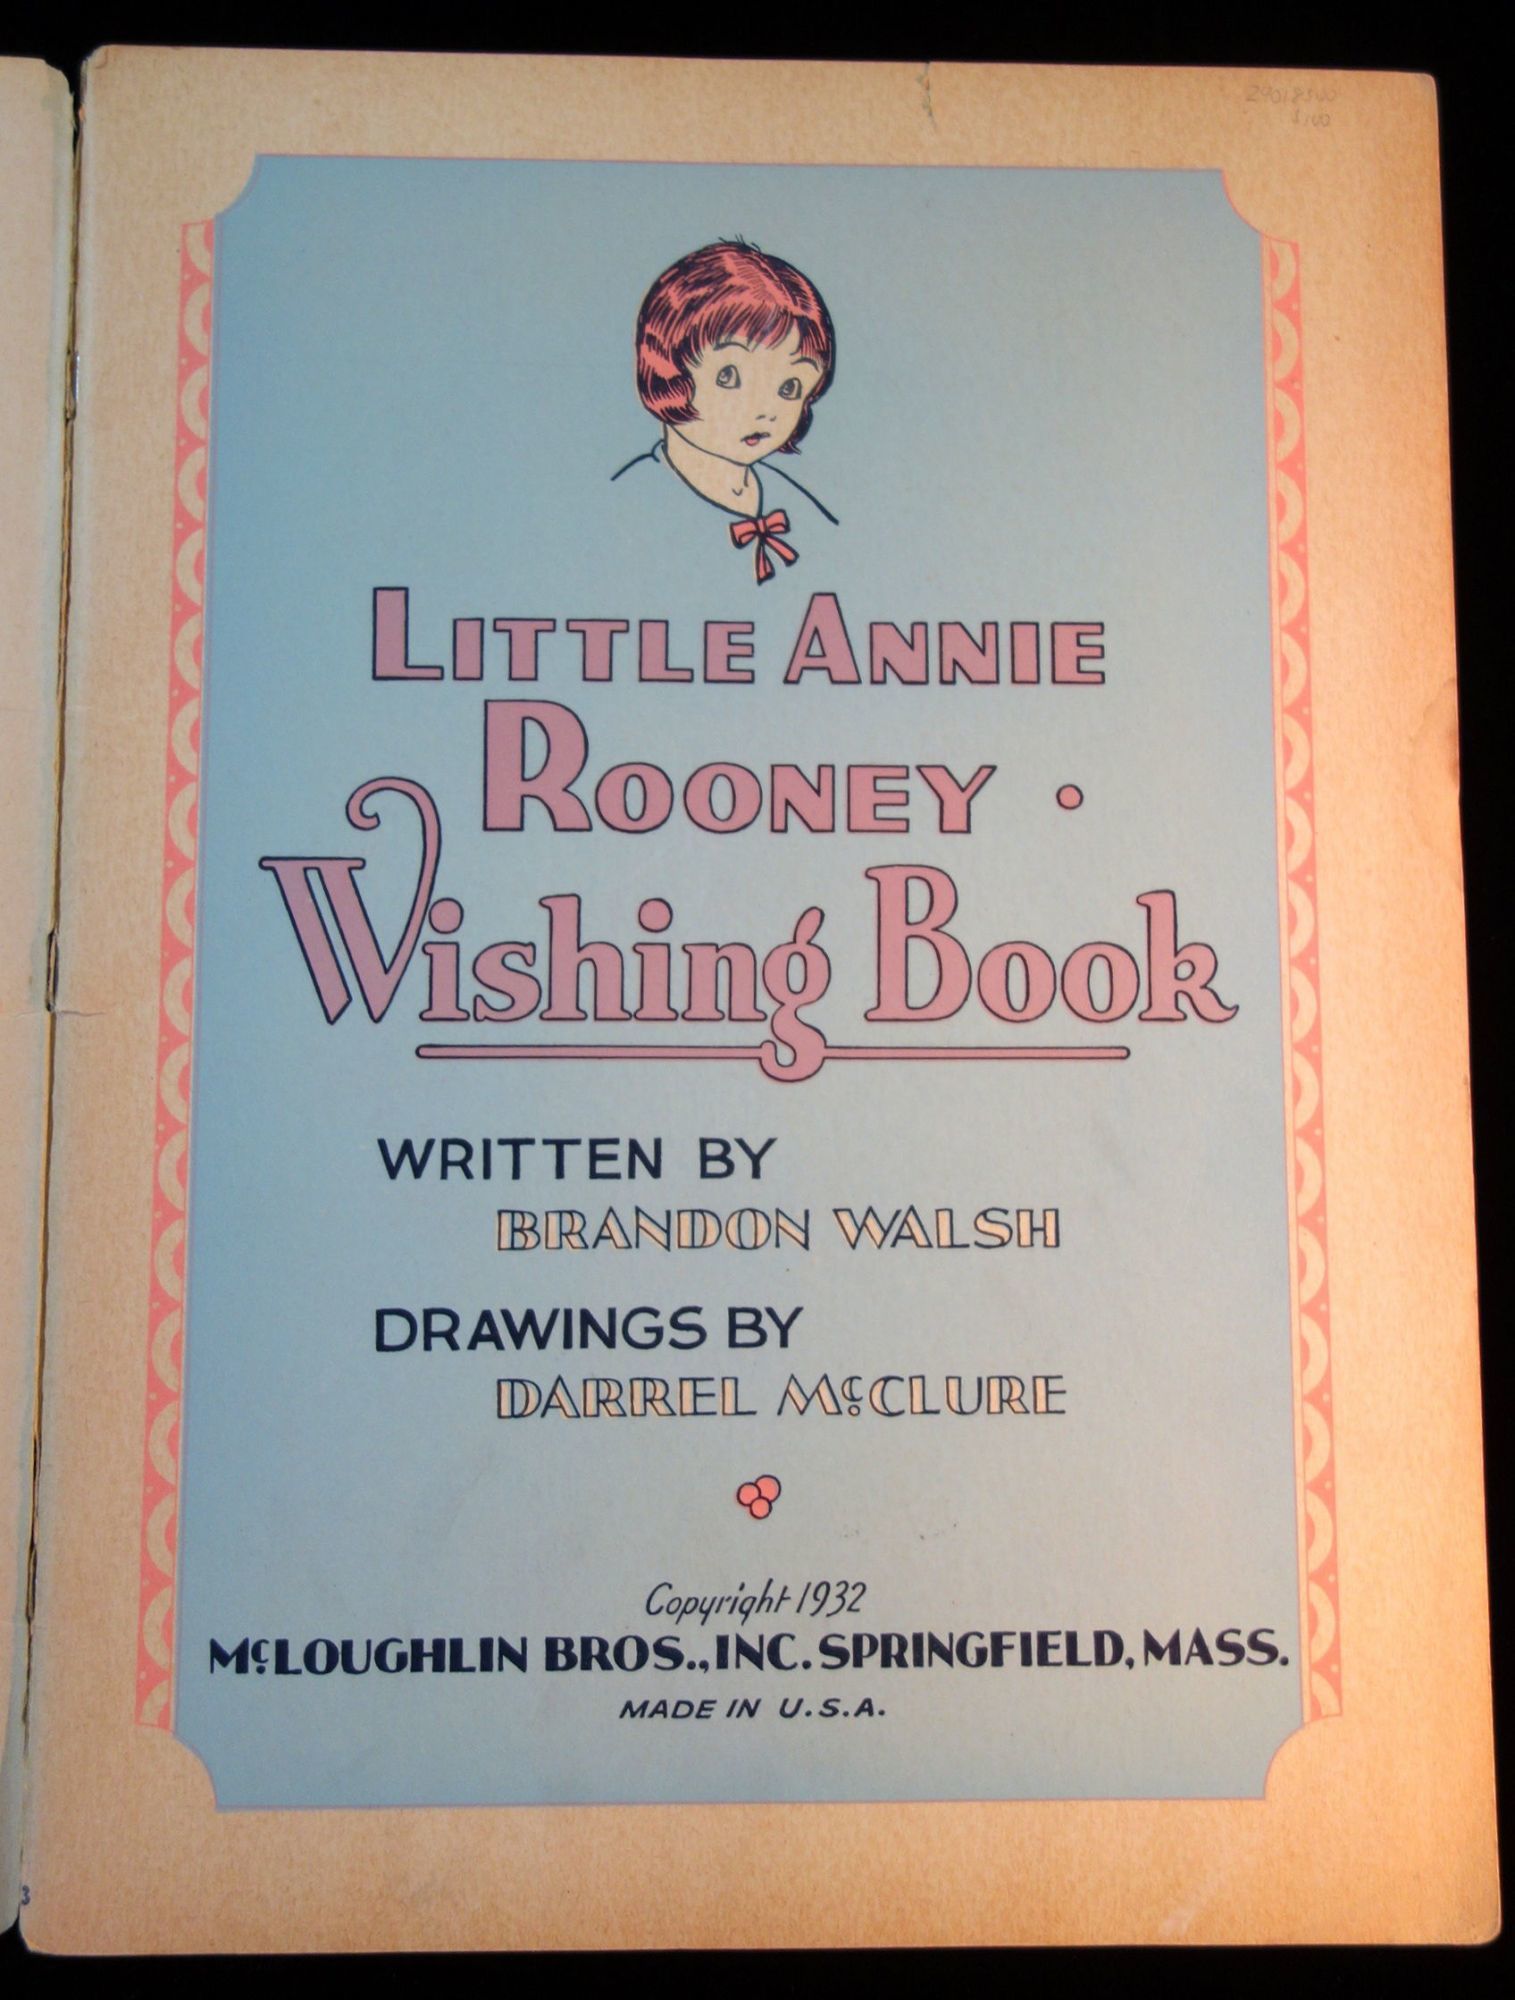 LITTLE ANNIE
ROONEY •
Wishing Book
WRITTEN BY
BRANDON WALSH
DRAWINGS BY
DARREL McCLURE
Copyright 1932
McLOUGHLIN BROS., INC. SPRINGFIELD, MASS.
MADE IN U.S.A.
3